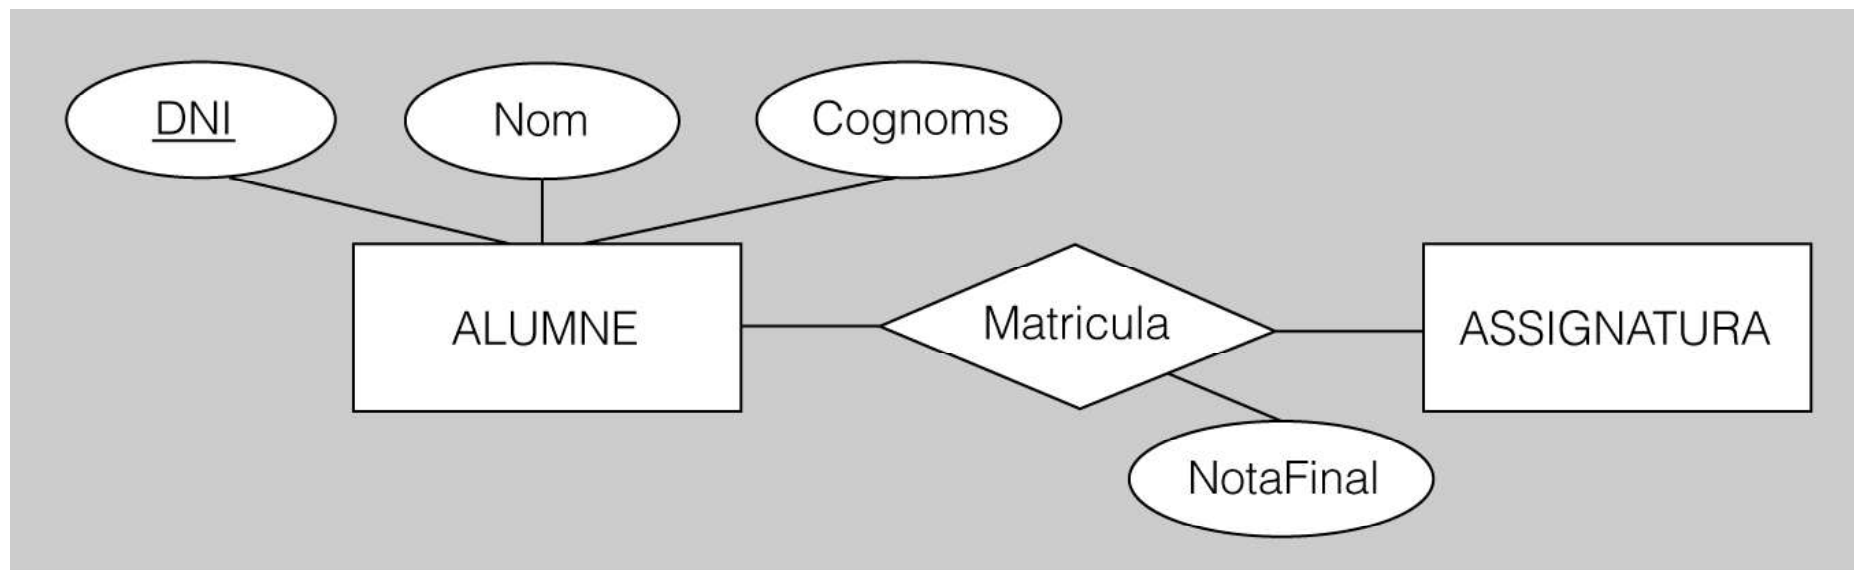 DNI
Nom
Cognoms
ALUMNE
Matricula
ASSIGNATURA
NotaFinal